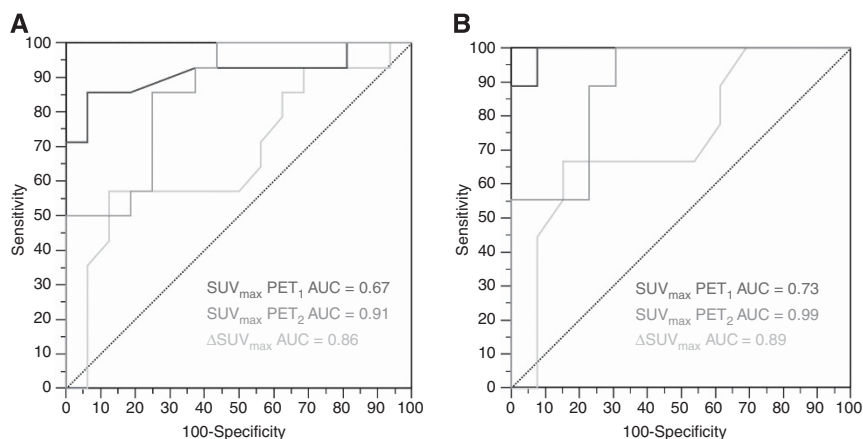 A
100
90
80
70
60
50
40
30
20
10
0
Sensitivity
SUVmax PET1 AUC = 0.67
SUVmax PET2 AUC = 0.91
ΔSUVmax AUC = 0.86
0 10 20 30 40 50 60 70 80 90 100
100-Specificity
B
100
90
80
70
60
50
40
30
20
10
0
Sensitivity
SUVmax PET1 AUC = 0.73
SUVmax PET2 AUC = 0.99
ΔSUVmax AUC = 0.89
0 10 20 30 40 50 60 70 80 90 100
100-Specificity